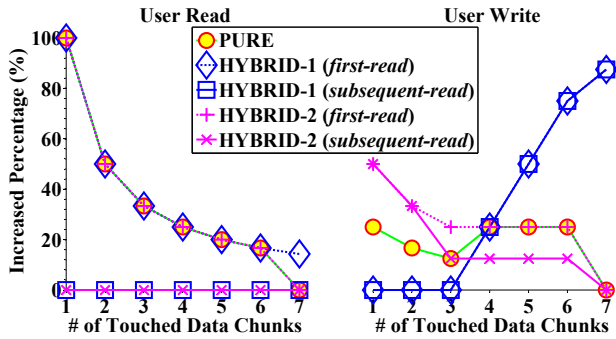 User Read
User Write
PURE
HYBRID-1 (first-read)
HYBRID-1 (subsequent-read)
HYBRID-2 (first-read)
HYBRID-2 (subsequent-read)
Increased Percentage (%)
100
80
60
40
20
0
1 2 3 4 5 6 7
# of Touched Data Chunks
1 2 3 4 5 6 7
# of Touched Data Chunks